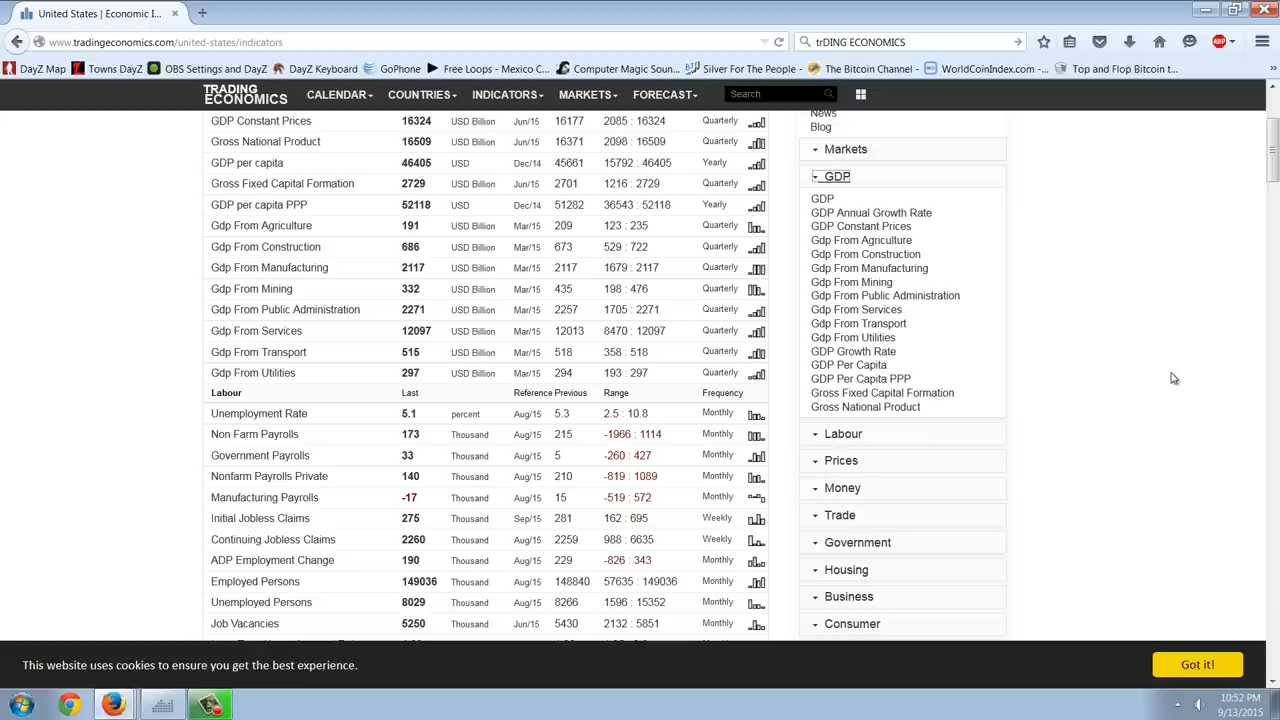 United States | Economic I...
www.tradingeconomics.com/united-states/indicators
trDING ECONOMICS
ABP
DayZ Map Towns DayZ OBS Settings and DayZ DayZ Keyboard GoPhone Free Loops - Mexico C... Computer Magic Soun... Silver For The People - ... The Bitcoin Channel - ... WorldCoinIndex.com -... Top and Flop Bitcoin t...
TRADING
ECONOMICS
CALENDAR COUNTRIES INDICATORS MARKETS FORECAST Search
GDP Constant Prices 16324 USD Billion Jun/15 16177 2085 : 16324 Quarterly
Gross National Product 16509 USD Billion Jun/15 16371 2098 : 16509 Quarterly
GDP per capita 46405 USD Dec/14 45661 15792 : 46405 Yearly
Gross Fixed Capital Formation 2729 USD Billion Jun/15 2701 1216 : 2729 Quarterly
GDP per capita PPP 52118 USD Dec/14 51282 36543 : 52118 Yearly
Gdp From Agriculture 191 USD Billion Mar/15 209 123 : 235 Quarterly
Gdp From Construction 686 USD Billion Mar/15 673 529 : 722 Quarterly
Gdp From Manufacturing 2117 USD Billion Mar/15 2117 1679 : 2117 Quarterly
Gdp From Mining 332 USD Billion Mar/15 435 198 : 476 Quarterly
Gdp From Public Administration 2271 USD Billion Mar/15 2257 1705 : 2271 Quarterly
Gdp From Services 12097 USD Billion Mar/15 12013 8470 : 12097 Quarterly
Gdp From Transport 515 USD Billion Mar/15 518 358 : 518 Quarterly
Gdp From Utilities 297 USD Billion Mar/15 294 193 : 297 Quarterly
Labour Last Reference Previous Range Frequency
Unemployment Rate 5.1 percent Aug/15 5.3 2.5 : 10.8 Monthly
Non Farm Payrolls 173 Thousand Aug/15 215 -1966 : 1114 Monthly
Government Payrolls 33 Thousand Aug/15 5 -260 : 427 Monthly
Nonfarm Payrolls Private 140 Thousand Aug/15 210 -819 : 1089 Monthly
Manufacturing Payrolls -17 Thousand Aug/15 15 -519 : 572 Monthly
Initial Jobless Claims 275 Thousand Sep/15 281 162 : 695 Weekly
Continuing Jobless Claims 2260 Thousand Aug/15 2259 988 : 6635 Weekly
ADP Employment Change 190 Thousand Aug/15 229 -826 : 343 Monthly
Employed Persons 149036 Thousand Aug/15 148840 57635 : 149036 Monthly
Unemployed Persons 8029 Thousand Aug/15 8266 1596 : 15352 Monthly
Job Vacancies 5250 Thousand Aug/15 5430 2132 : 5851 Monthly
News
Blog
Markets
GDP
GDP
GDP Annual Growth Rate
GDP Constant Prices
Gdp From Agriculture
Gdp From Construction
Gdp From Manufacturing
Gdp From Mining
Gdp From Public Administration
Gdp From Services
Gdp From Transport
Gdp From Utilities
GDP Growth Rate
GDP Per Capita
GDP Per Capita PPP
Gross Fixed Capital Formation
Gross National Product
Labour
Prices
Money
Trade
Government
Housing
Business
Consumer
This website uses cookies to ensure you get the best experience.
Got it!
10:52 PM
9/13/2015